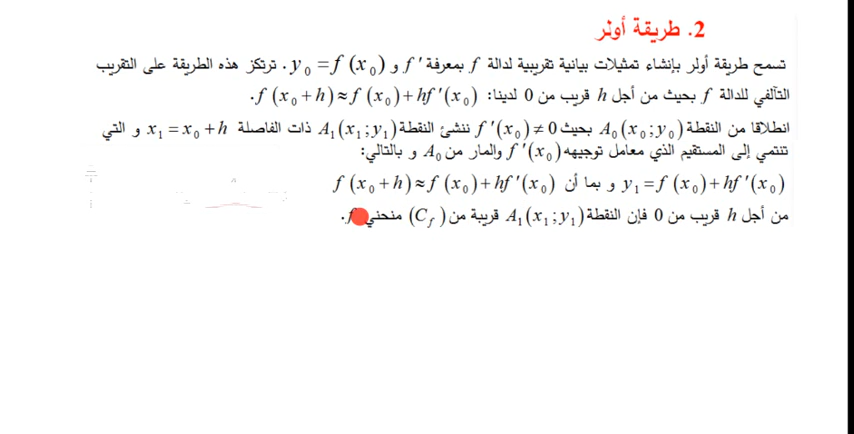 2. طريقة أولر
تسمح طريقة أولر بإنشاء تمثيلات بيانية تقريبية لدالة f بمعرفة f ' و y₀ = f (x₀). ترتكز هذه الطريقة على التقريب
التآلفي للدالة f بحيث من أجل h قريب من 0 لدينا: f (x₀ + h) ≈ f (x₀) + hf '(x₀).
انطلاقا من النقطة A₀(x₀; y₀) بحيث f '(x₀) ≠ 0 ننشئ النقطة A₁(x₁; y₁) ذات الفاصلة x₁ = x₀ + h و التي
تنتمي إلى المستقيم الذي معامل توجيهه f '(x₀) والمار من A₀ و بالتالي:
y₁ = f (x₀) + hf '(x₀) و بما أن f (x₀ + h) ≈ f (x₀) + hf '(x₀)
من أجل h قريب من 0 فإن النقطة A₁(x₁; y₁) قريبة من (C_f) منحني f.